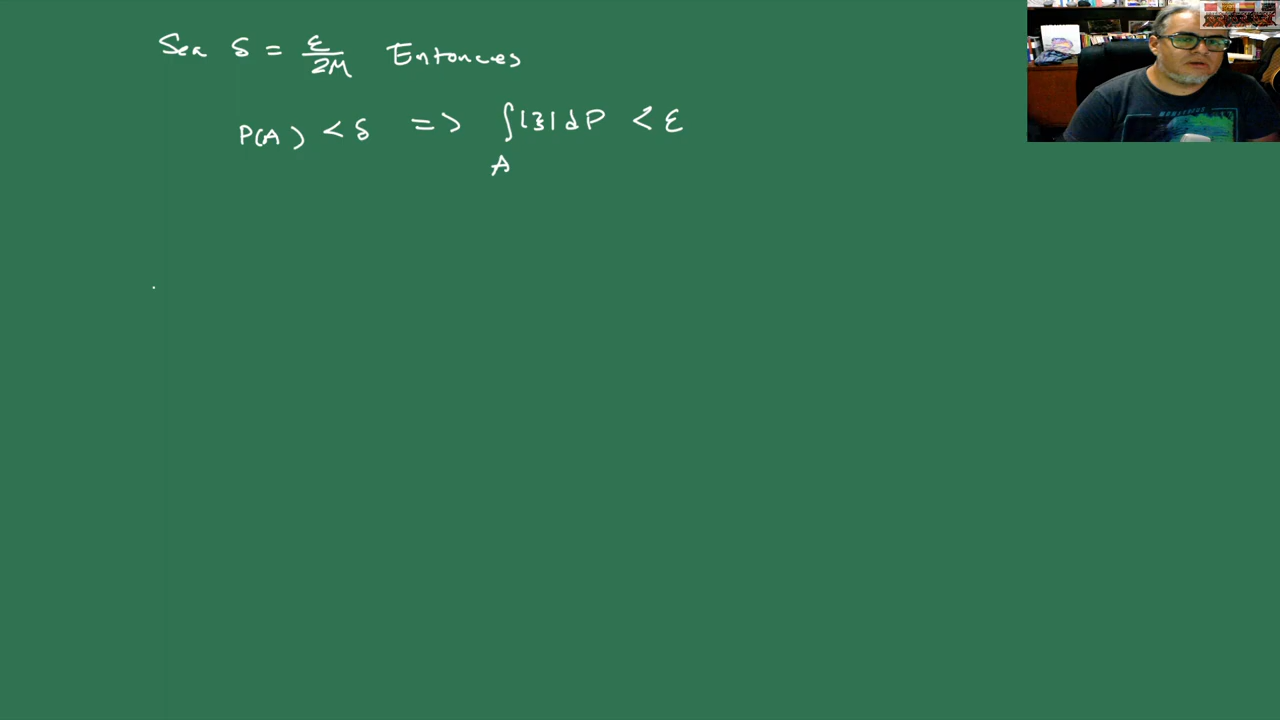 Sea δ = ε/2M Entonces
P(A) < δ => ∫_A |ξ| dP < ε